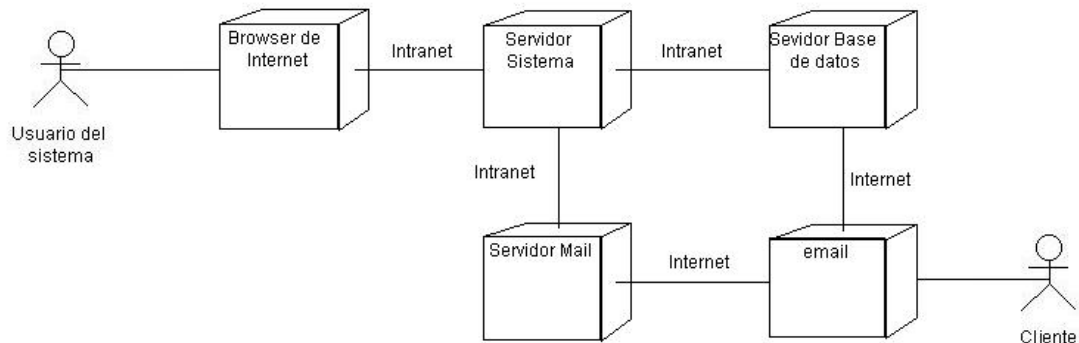 Browser de
Internet
Intranet
Servidor
Sistema
Intranet
Sevidor Base
de datos
Usuario del
sistema
Intranet
Internet
Servidor Mail
Internet
email
Cliente